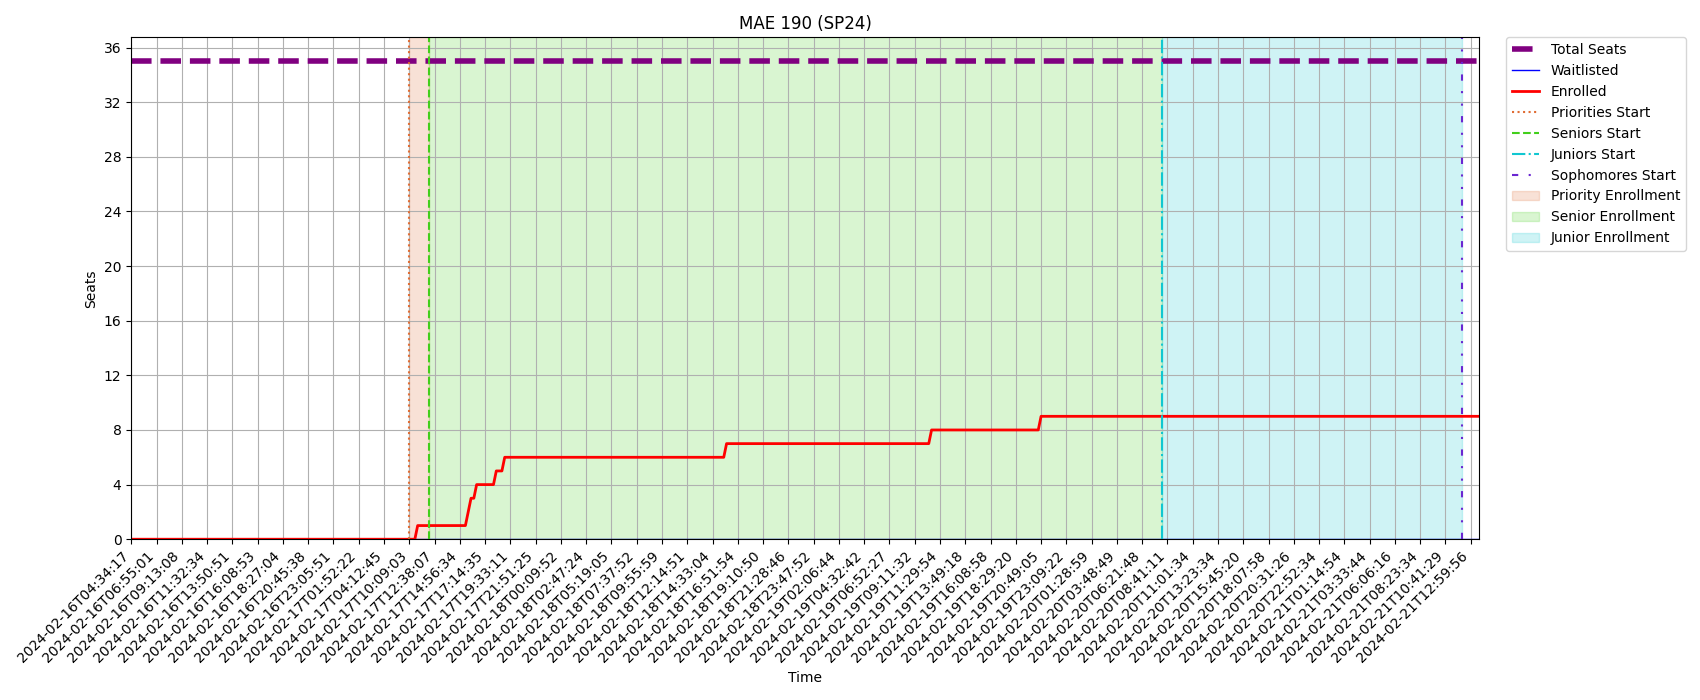 MAE 190 (SP24)
Seats
36
32
28
24
20
16
12
8
4
0
Total Seats
Waitlisted
Enrolled
Priorities Start
Seniors Start
Juniors Start
Sophomores Start
Priority Enrollment
Senior Enrollment
Junior Enrollment
2024-02-16T04:34:17
2024-02-16T06:55:01
2024-02-16T09:13:08
2024-02-16T11:32:34
2024-02-16T13:50:51
2024-02-16T16:08:53
2024-02-16T18:27:04
2024-02-16T20:45:38
2024-02-16T23:05:51
2024-02-17T01:52:22
2024-02-17T04:12:45
2024-02-17T10:09:03
2024-02-17T12:38:07
2024-02-17T14:56:34
2024-02-17T17:14:35
2024-02-17T19:33:11
2024-02-17T21:51:25
2024-02-18T00:09:52
2024-02-18T02:47:24
2024-02-18T05:19:05
2024-02-18T07:37:52
2024-02-18T09:55:59
2024-02-18T12:14:51
2024-02-18T14:33:04
2024-02-18T16:51:54
2024-02-18T19:10:50
2024-02-18T21:28:46
2024-02-18T23:47:52
2024-02-19T02:06:44
2024-02-19T04:32:42
2024-02-19T06:52:27
2024-02-19T09:11:32
2024-02-19T11:29:54
2024-02-19T13:49:18
2024-02-19T16:08:58
2024-02-19T18:29:20
2024-02-19T20:49:05
2024-02-19T23:09:22
2024-02-20T01:28:59
2024-02-20T03:48:49
2024-02-20T06:21:48
2024-02-20T08:41:11
2024-02-20T11:01:34
2024-02-20T13:23:34
2024-02-20T15:45:20
2024-02-20T18:07:58
2024-02-20T20:31:26
2024-02-20T22:52:34
2024-02-21T01:14:54
2024-02-21T03:33:44
2024-02-21T06:06:16
2024-02-21T08:23:34
2024-02-21T10:41:29
2024-02-21T12:59:56
Time